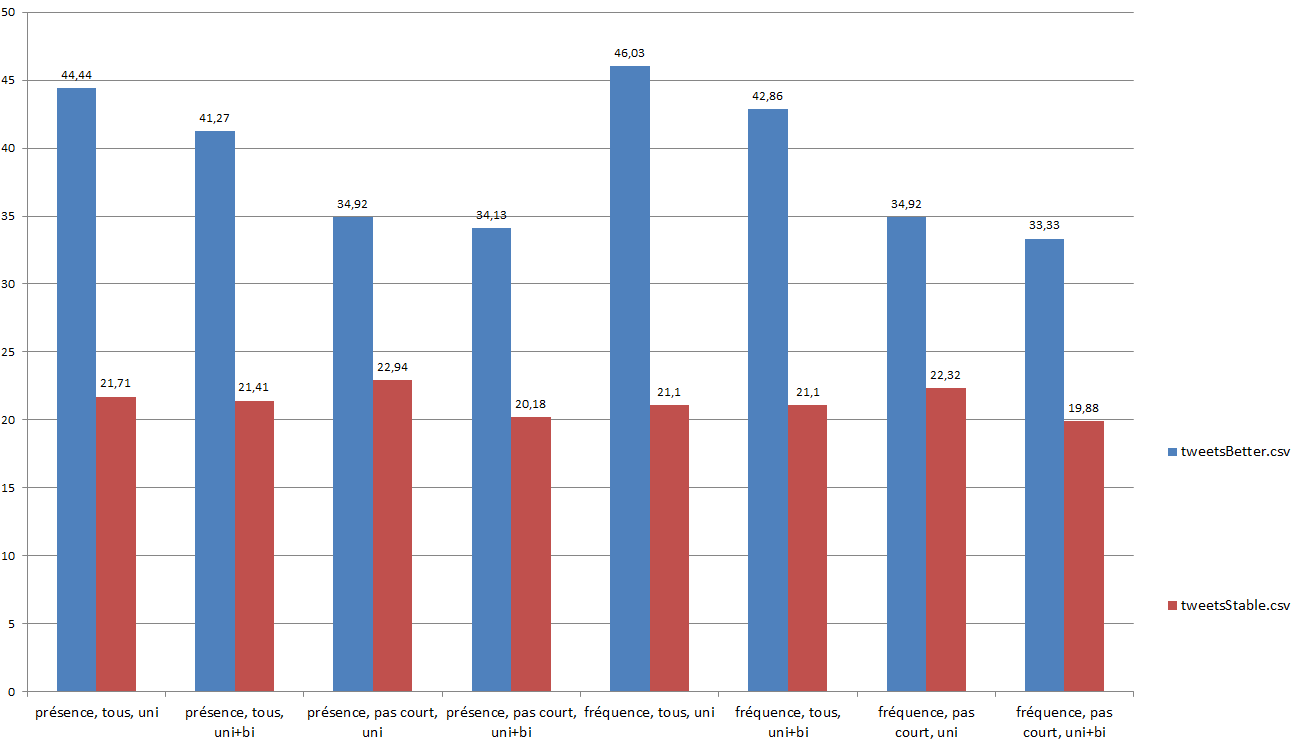 50
46,03
44,44
45
42,86
41,27
40
34,92
34,13
34,92
33,33
35
30
25
22,94
22,32
21,71
21,41
21,1
21,1
20,18
19,88
20
15
10
5
0
tweetsBetter.csv
tweetsStable.csv
présence, tous, uni
présence, tous,
uni+bi
présence, pas court,
uni
présence, pas court,
uni+bi
fréquence, tous, uni
fréquence, tous,
uni+bi
fréquence, pas
court, uni
fréquence, pas
court, uni+bi